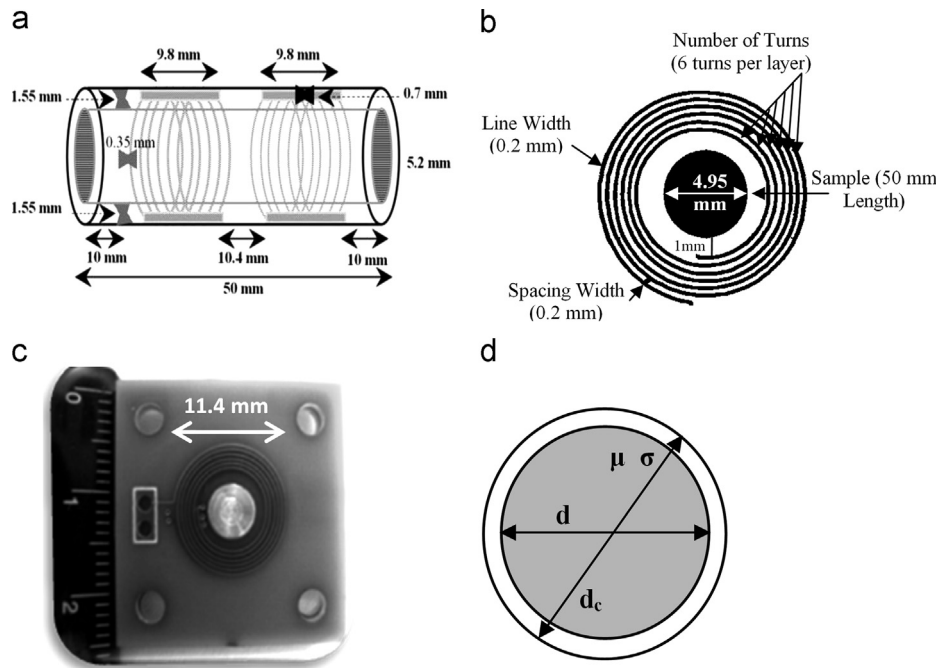 a
9.8 mm
9.8 mm
1.55 mm
0.7 mm
0.35 mm
5.2 mm
1.55 mm
10 mm
10.4 mm
10 mm
50 mm
b
Number of Turns
(6 turns per layer)
Line Width
(0.2 mm)
4.95
mm
Sample (50 mm
Length)
1mm
Spacing Width
(0.2 mm)
c
11.4 mm
0
1
2
d
μ σ
d
dc